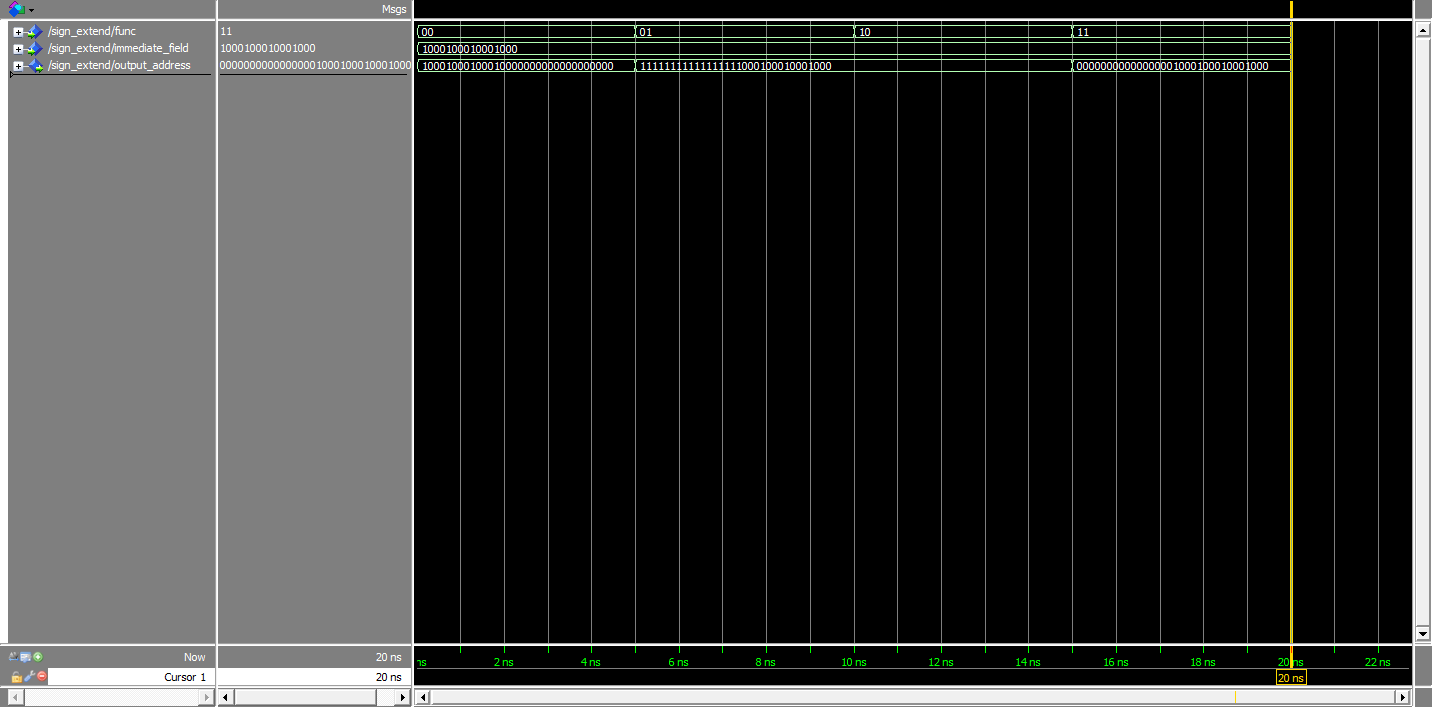 Msgs
/sign_extend/func 11 00 01 10 11
/sign_extend/immediate_field 1000100010001000 1000100010001000
/sign_extend/output_address 00000000000000001000100010001000 10001000100010000000000000000000 11111111111111111000100010001000 00000000000000001000100010001000
Now 20 ns ns 2 ns 4 ns 6 ns 8 ns 10 ns 12 ns 14 ns 16 ns 18 ns 20 ns 22 ns
Cursor 1 20 ns 20 ns